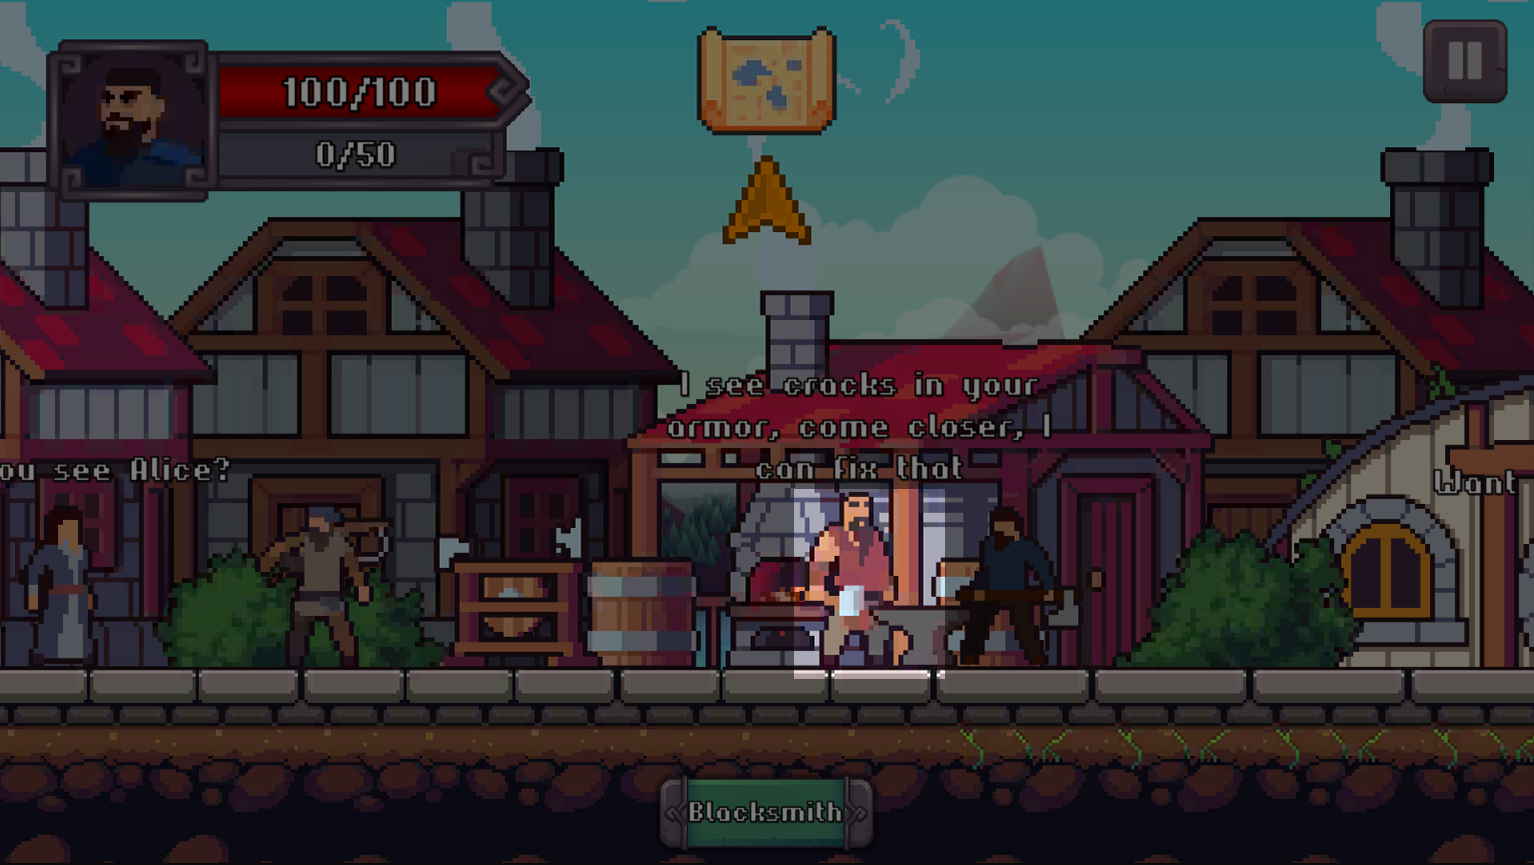 100/100
0/50
I see cracks in your
armor, come closer, I
can fix that
ou see Alice?
Want
Blacksmith